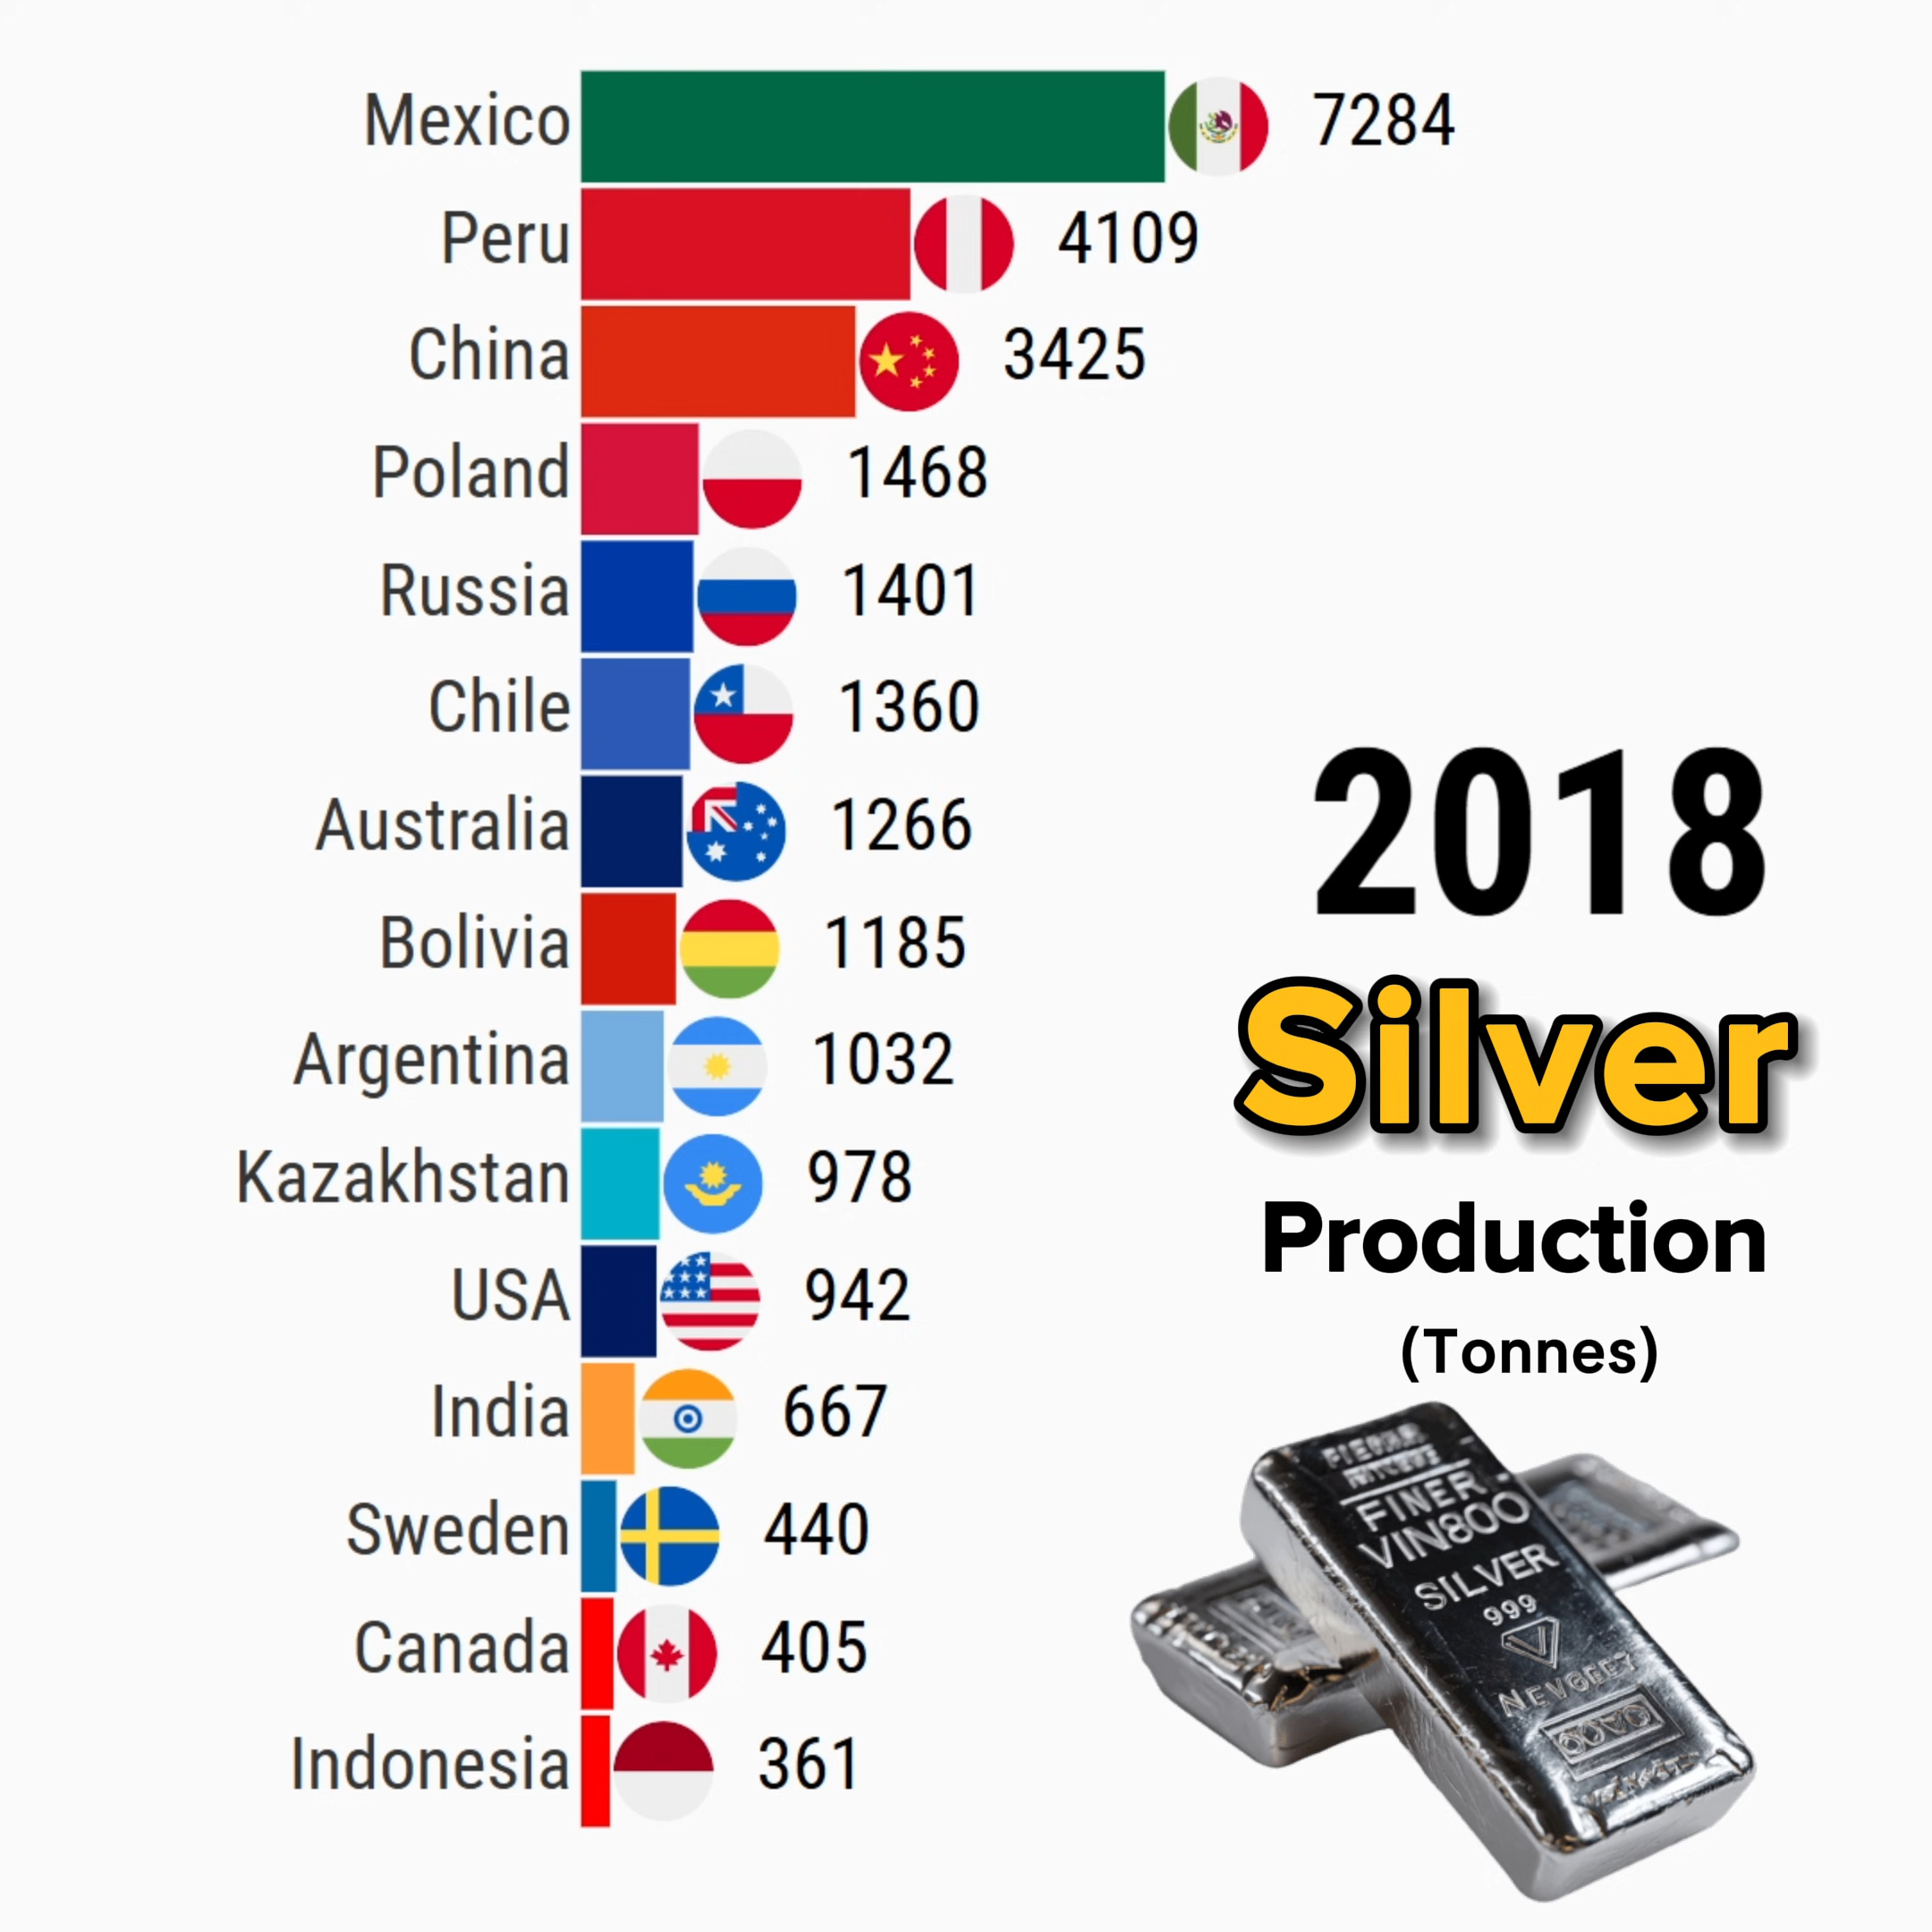 Mexico 7284
Peru 4109
China 3425
Poland 1468
Russia 1401
Chile 1360
Australia 1266
Bolivia 1185
Argentina 1032
Kazakhstan 978
USA 942
India 667
Sweden 440
Canada 405
Indonesia 361
2018
Silver
Production
(Tonnes)
FINER
VIN800
SILVER
999